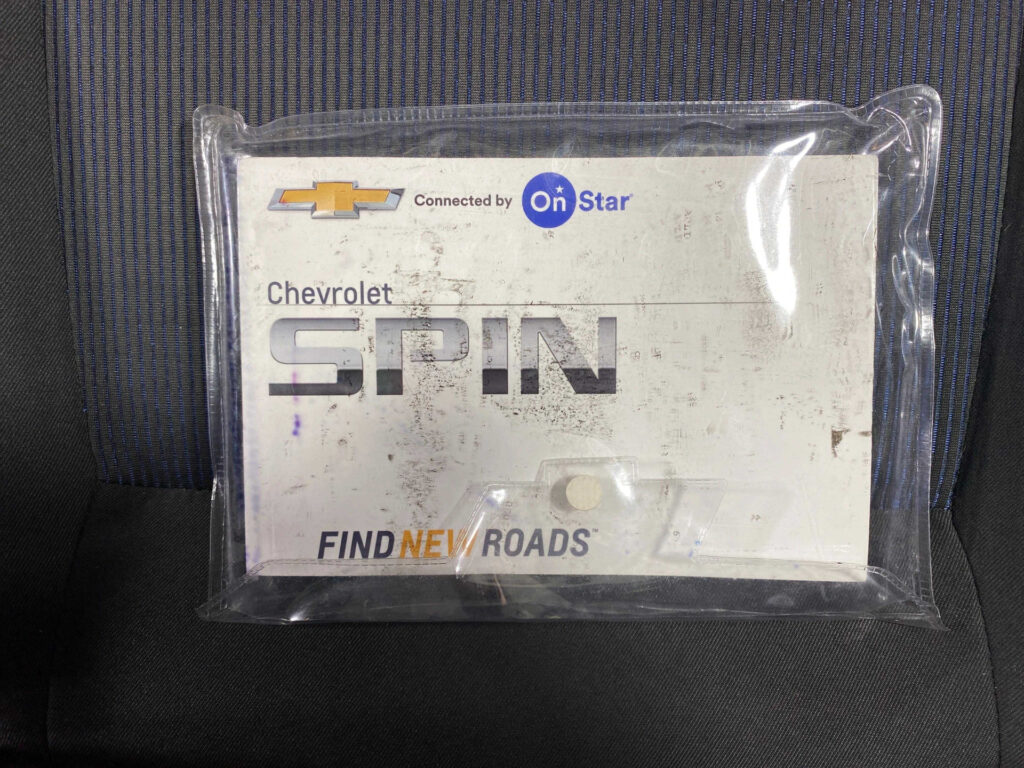 Connected by OnStar
Chevrolet
SPIN
FIND NEW ROADS™